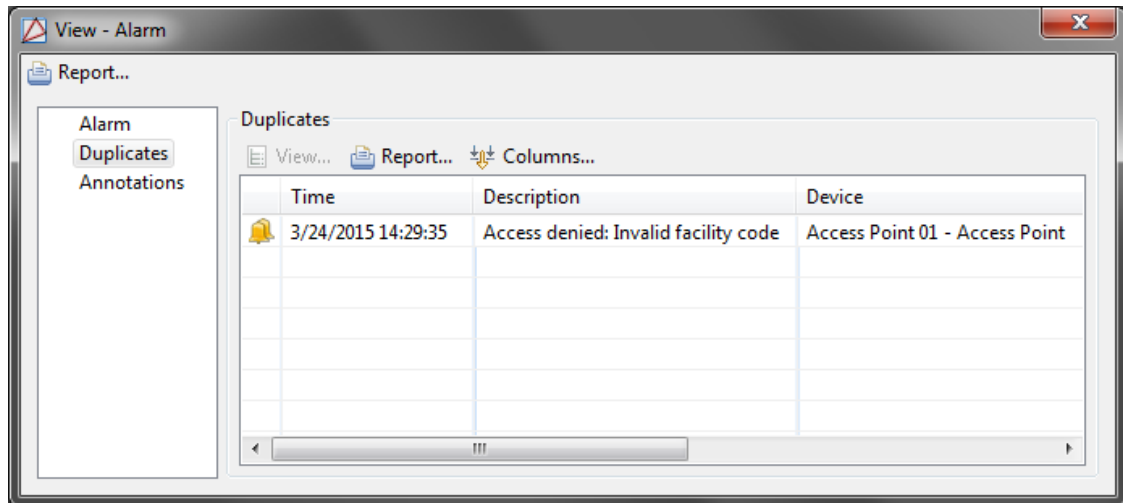 View - Alarm
Report...
Alarm
Duplicates
Annotations
Duplicates
View... Report... Columns...
Time Description Device
3/24/2015 14:29:35 Access denied: Invalid facility code Access Point 01 - Access Point